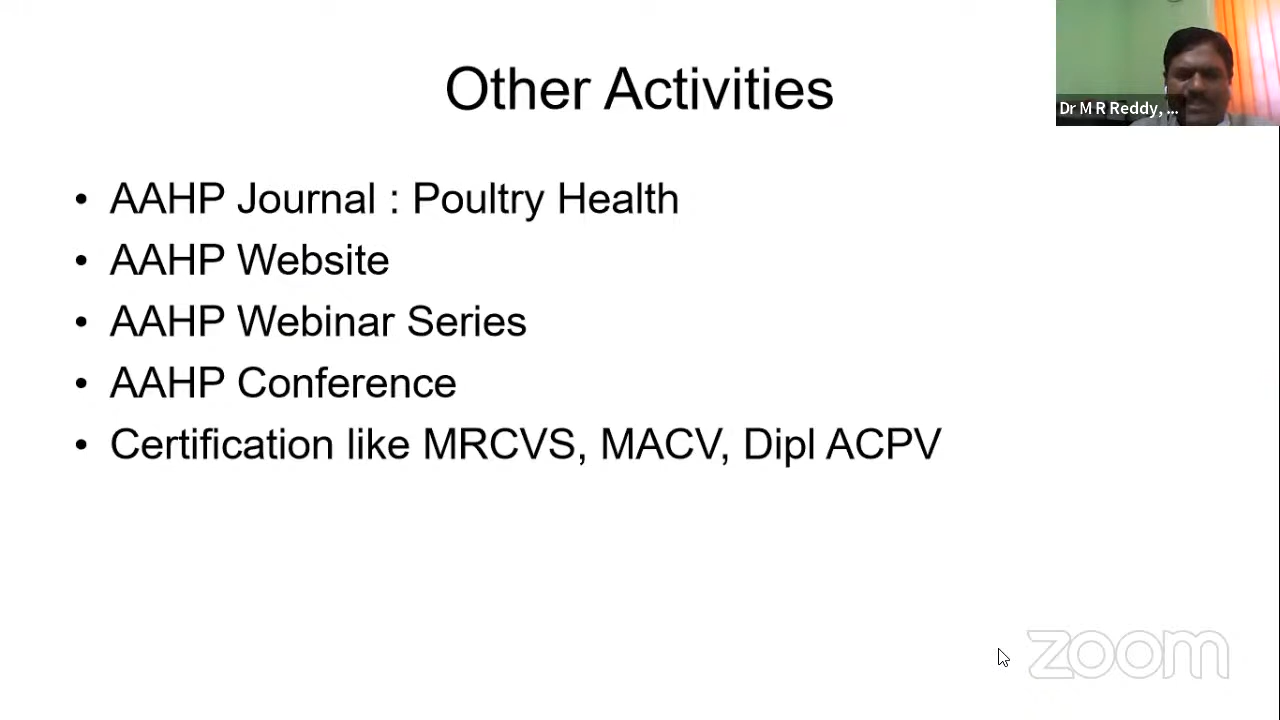 Other Activities
Dr M R Reddy, ...
• AAHP Journal : Poultry Health
• AAHP Website
• AAHP Webinar Series
• AAHP Conference
• Certification like MRCVS, MACV, Dipl ACPV
zoom